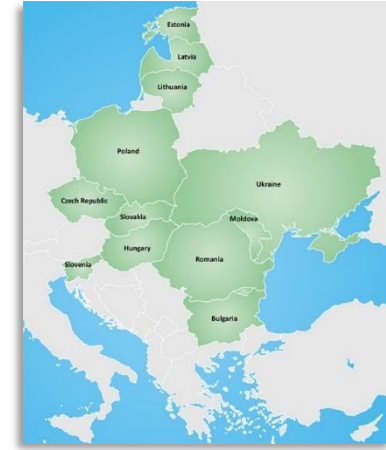 Estonia
Latvia
Lithuania
Poland
Ukraine
Czech Republic
Slovakia
Moldova
Hungary
Romania
Slovenia
Bulgaria